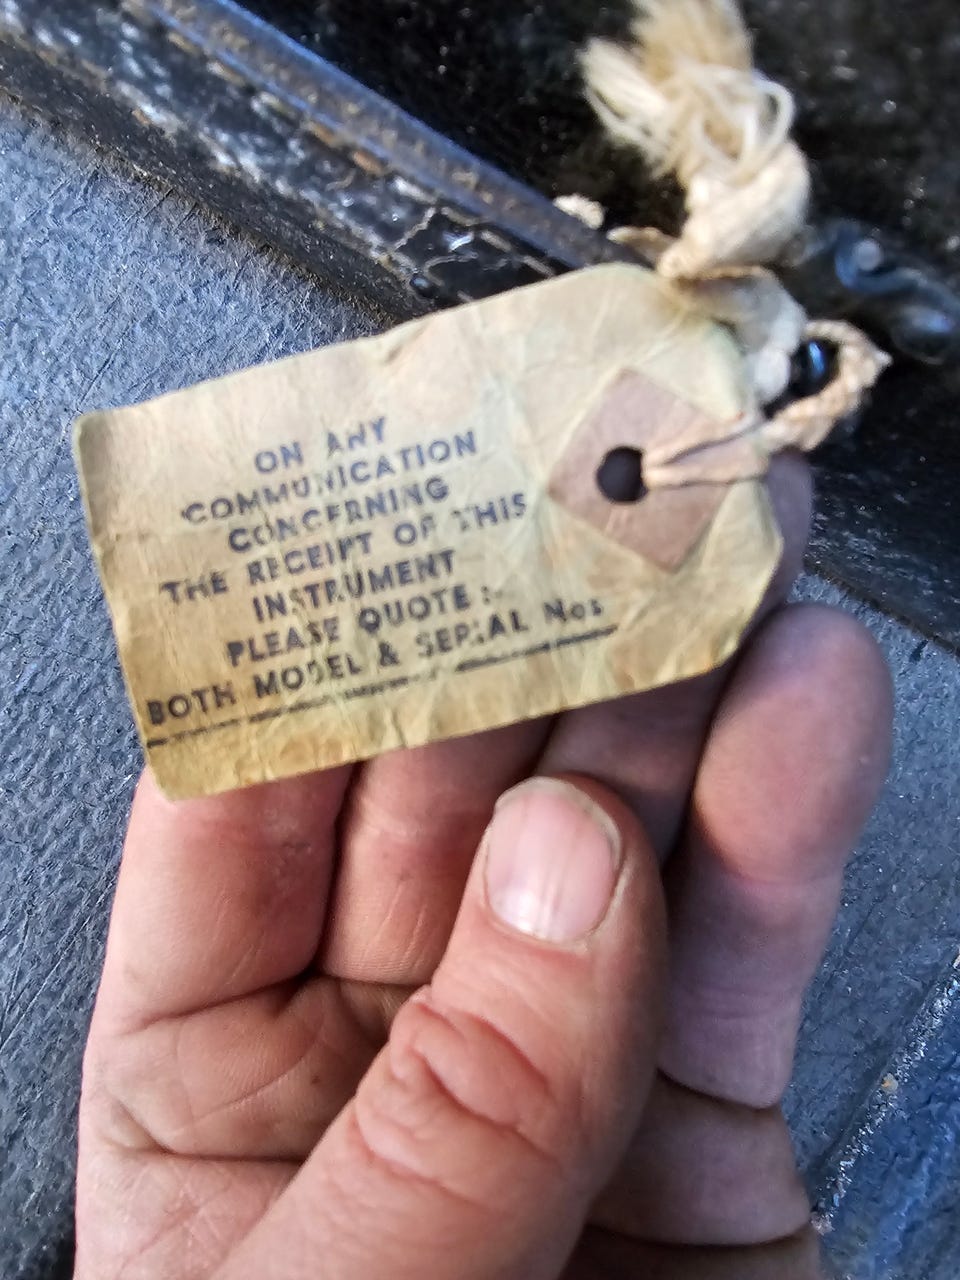 ON ANY
COMMUNICATION
CONCERNING
THE RECEIPT OF THIS
INSTRUMENT
PLEASE QUOTE :-
BOTH MODEL & SERIAL Nos